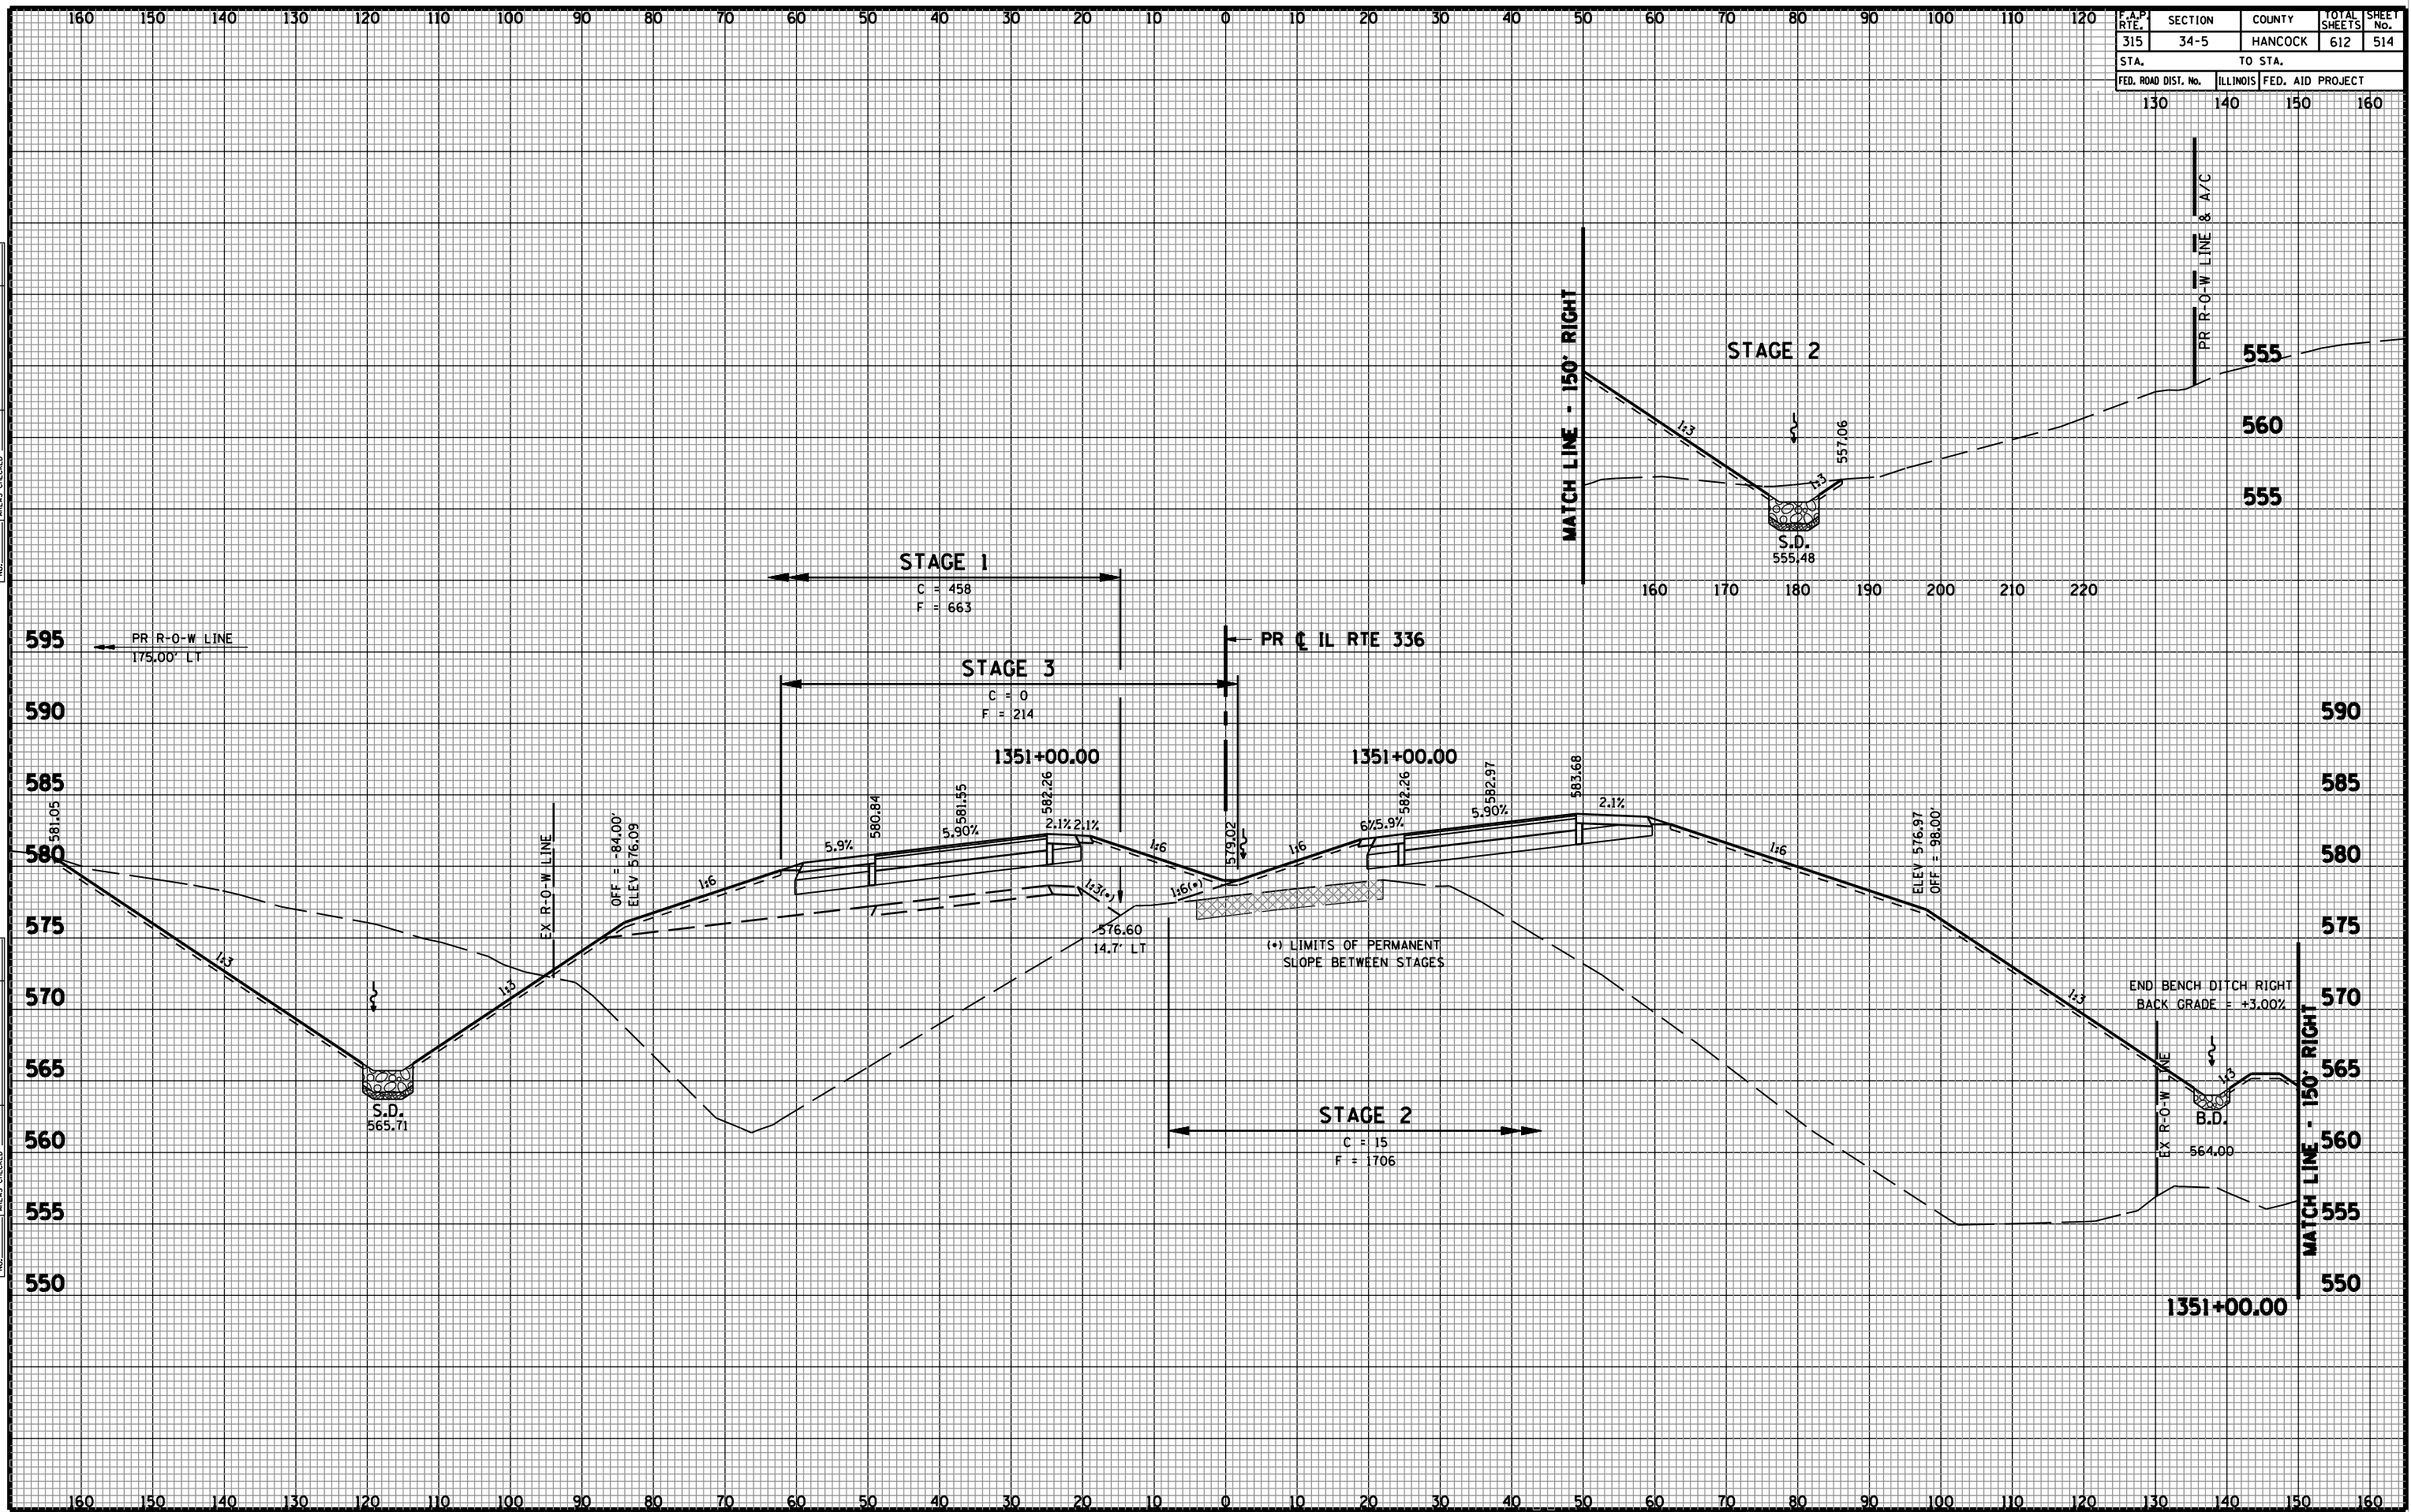 160 150 140 130 120 110 100 90 80 70 60 50 40 30 20 10 0 10 20 30 40 50 60 70 80 90 100 110 120
F.A.P. RTE. SECTION COUNTY TOTAL SHEETS SHEET No.
315 34-5 HANCOCK 612 514
STA. TO STA.
FED. ROAD DIST. No. ILLINOIS FED. AID PROJECT
130 140 150 160
PR R-O-W LINE & A/C
MATCH LINE - 150' RIGHT
STAGE 2
555
560
555
1:3
1:3
557.06
S.D.
555.48
160 170 180 190 200 210 220
STAGE 1
C = 458
F = 663
595
PR R-O-W LINE
175.00' LT
PR ℄ IL RTE 336
STAGE 3
C = 0
F = 214
590
590
1351+00.00
1351+00.00
585
585
581.05
580
580
EX R-O-W LINE
OFF = -84.00'
ELEV 576.09
1:6
5.9%
580.84
581.55
5.90%
582.26
2.1% 2.1%
1:6
579.02
1:6
6% 5.9%
582.26
582.97
5.90%
583.68
2.1%
1:6
ELEV 576.97
OFF = 98.00'
1:3(•)
1:6(•)
576.60
14.7' LT
(•) LIMITS OF PERMANENT
SLOPE BETWEEN STAGES
575
575
1:3
1:3
1:3
570
570
END BENCH DITCH RIGHT
BACK GRADE = +3.00%
565
565
S.D.
565.71
EX R-O-W LINE
1:3
B.D.
564.00
MATCH LINE - 150' RIGHT
STAGE 2
C = 15
F = 1706
560
560
555
555
550
550
1351+00.00
160 150 140 130 120 110 100 90 80 70 60 50 40 30 20 10 0 10 20 30 40 50 60 70 80 90 100 110 120 130 140 150 160